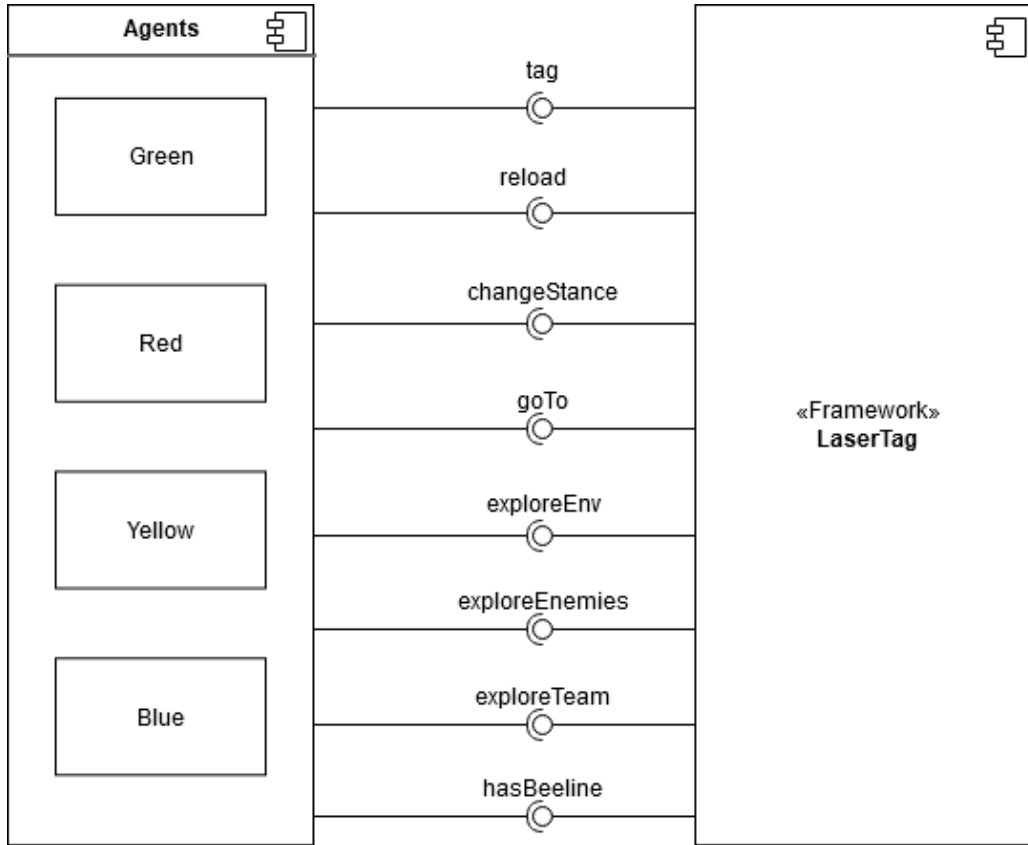 Agents
Green
Red
Yellow
Blue
tag
reload
changeStance
goTo
exploreEnv
exploreEnemies
exploreTeam
hasBeeline
«Framework»
LaserTag